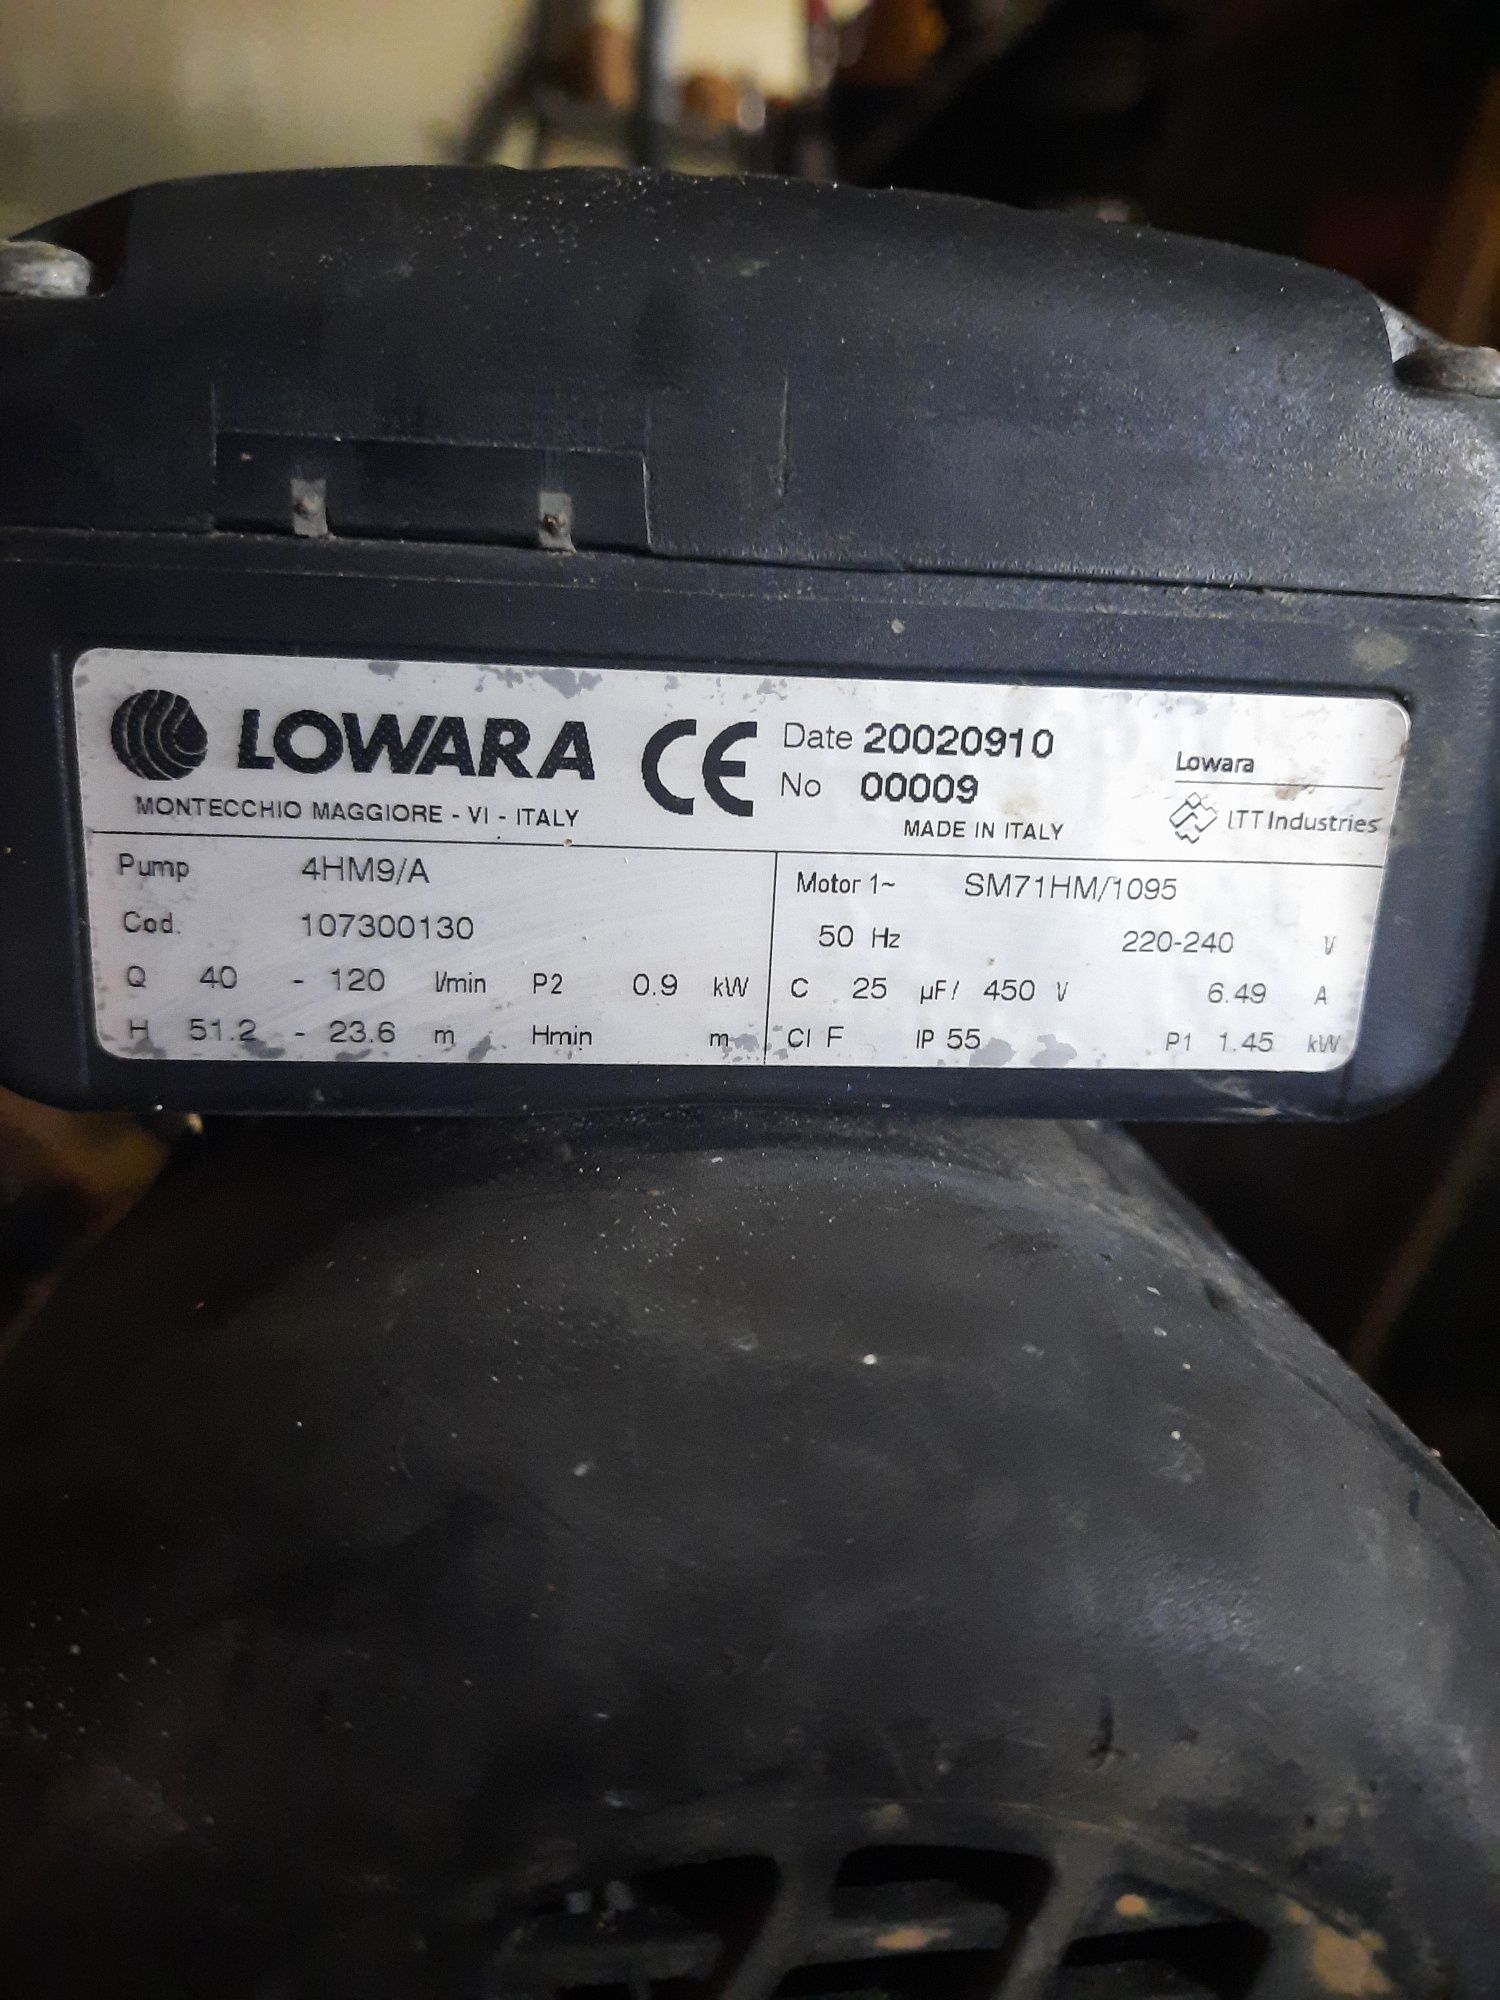 LOWARA CE Date 20020910
No 00009
MONTECCHIO MAGGIORE - VI - ITALY
MADE IN ITALY
Lowara
ITT Industries
Pump 4HM9/A
Cod. 107300130
Q 40 - 120 l/min P2 0.9 kW
H 51.2 - 23.6 m Hmin m
Motor 1~ SM71HM/1095
50 Hz 220-240 V
C 25 µF/ 450 V 6.49 A
Cl F IP 55 P1 1.45 kW